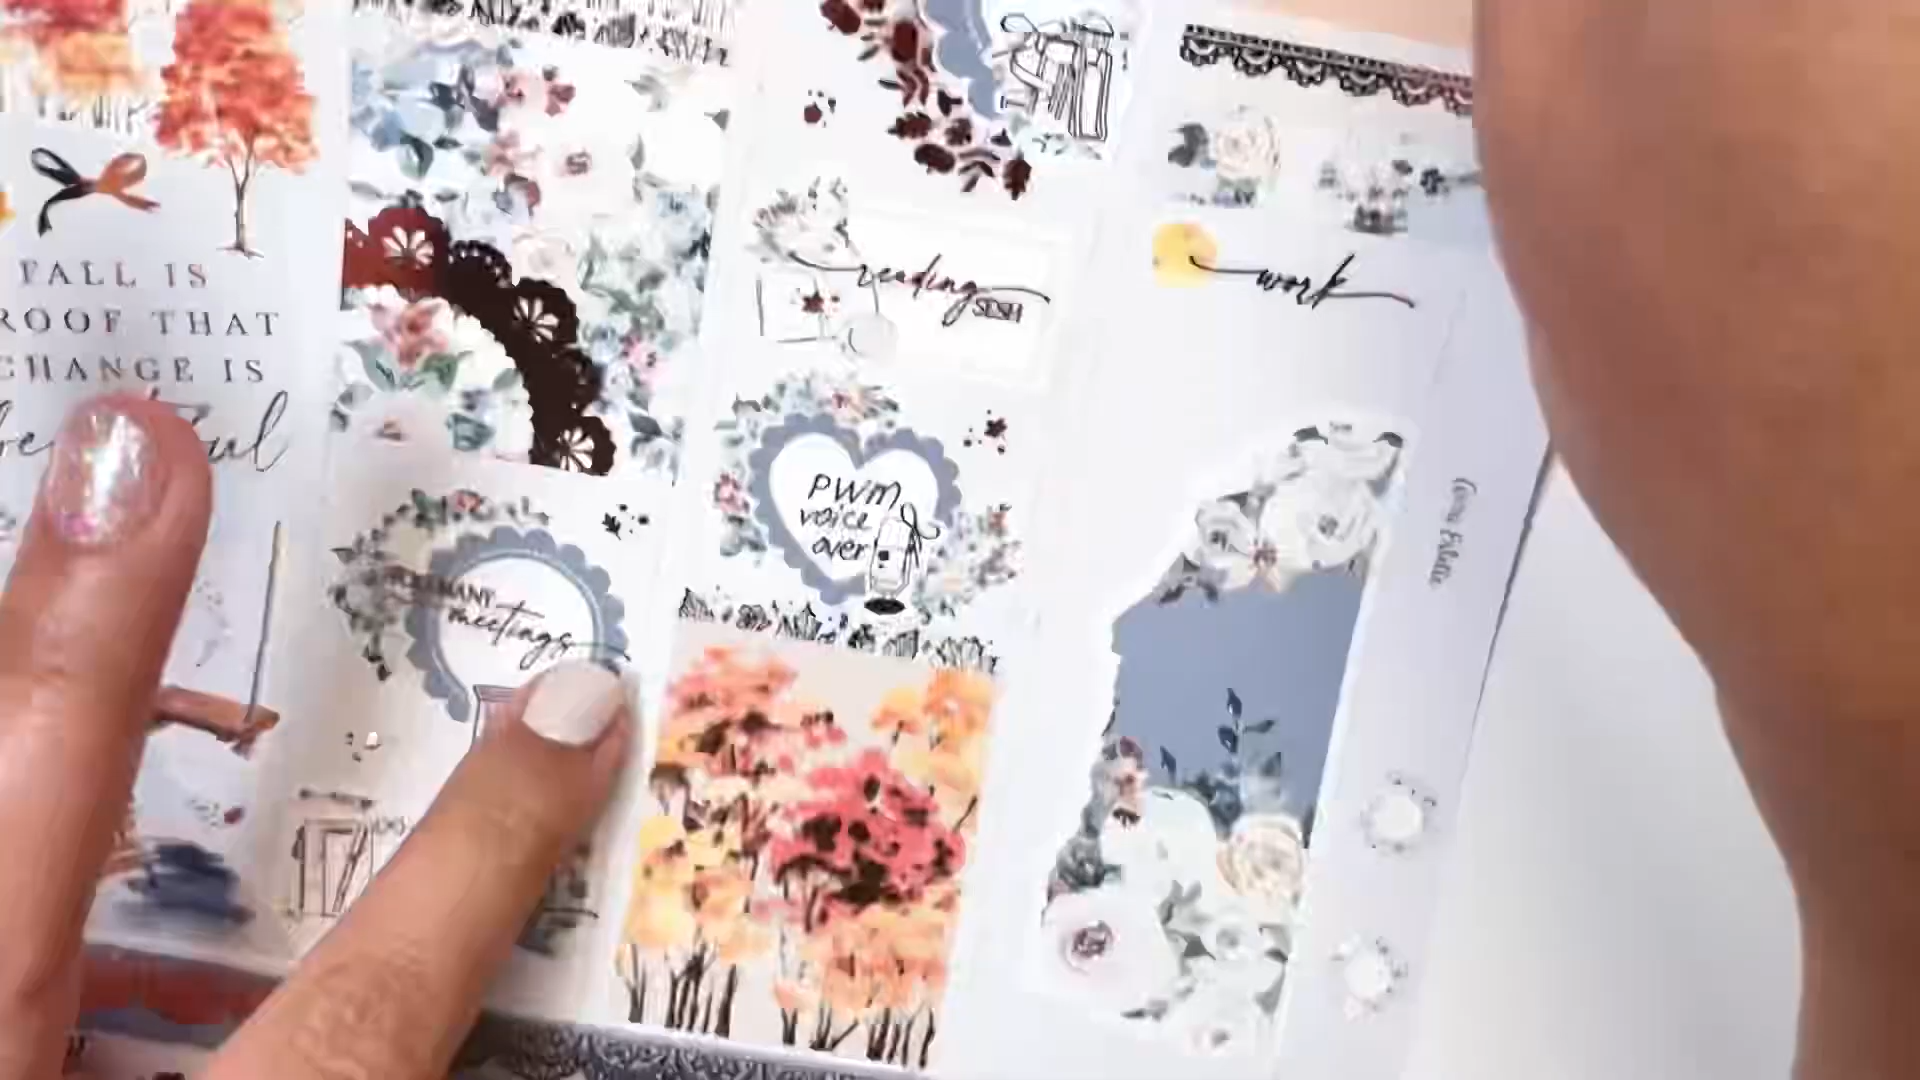 FALL IS
ROOF THAT
CHANGE IS
reading
SESH
work
PWM
voice
over
meetings